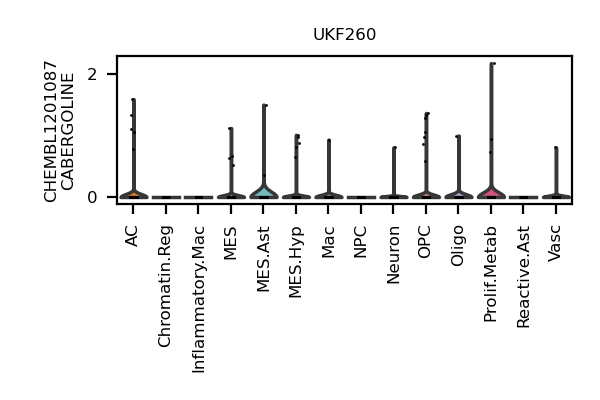 UKF260
CHEMBL1201087
CABERGOLINE
2
0
AC
Chromatin.Reg
Inflammatory.Mac
MES
MES.Ast
MES.Hyp
Mac
NPC
Neuron
OPC
Oligo
Prolif.Metab
Reactive.Ast
Vasc